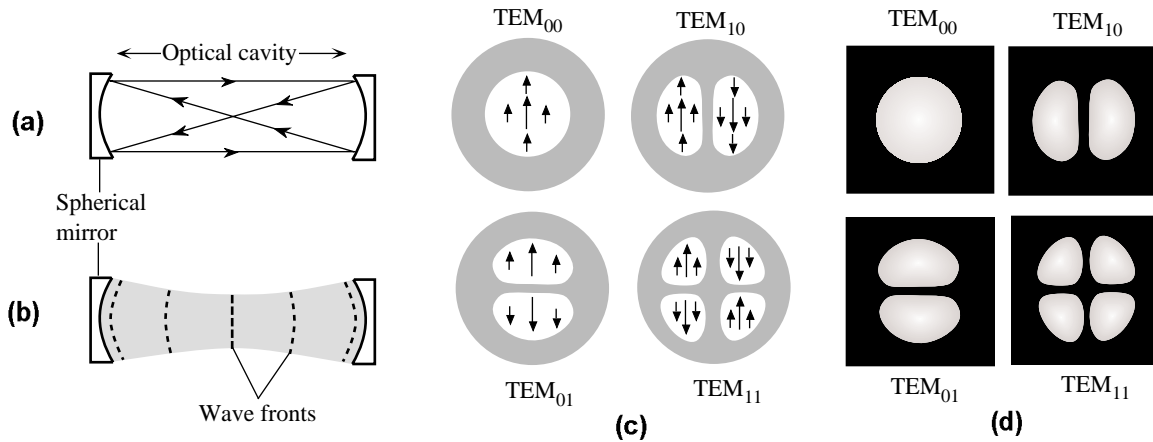 Optical cavity
(a)
Spherical
mirror
(b)
Wave fronts
TEM00
TEM10
TEM01
TEM11
(c)
TEM00
TEM10
TEM01
TEM11
(d)